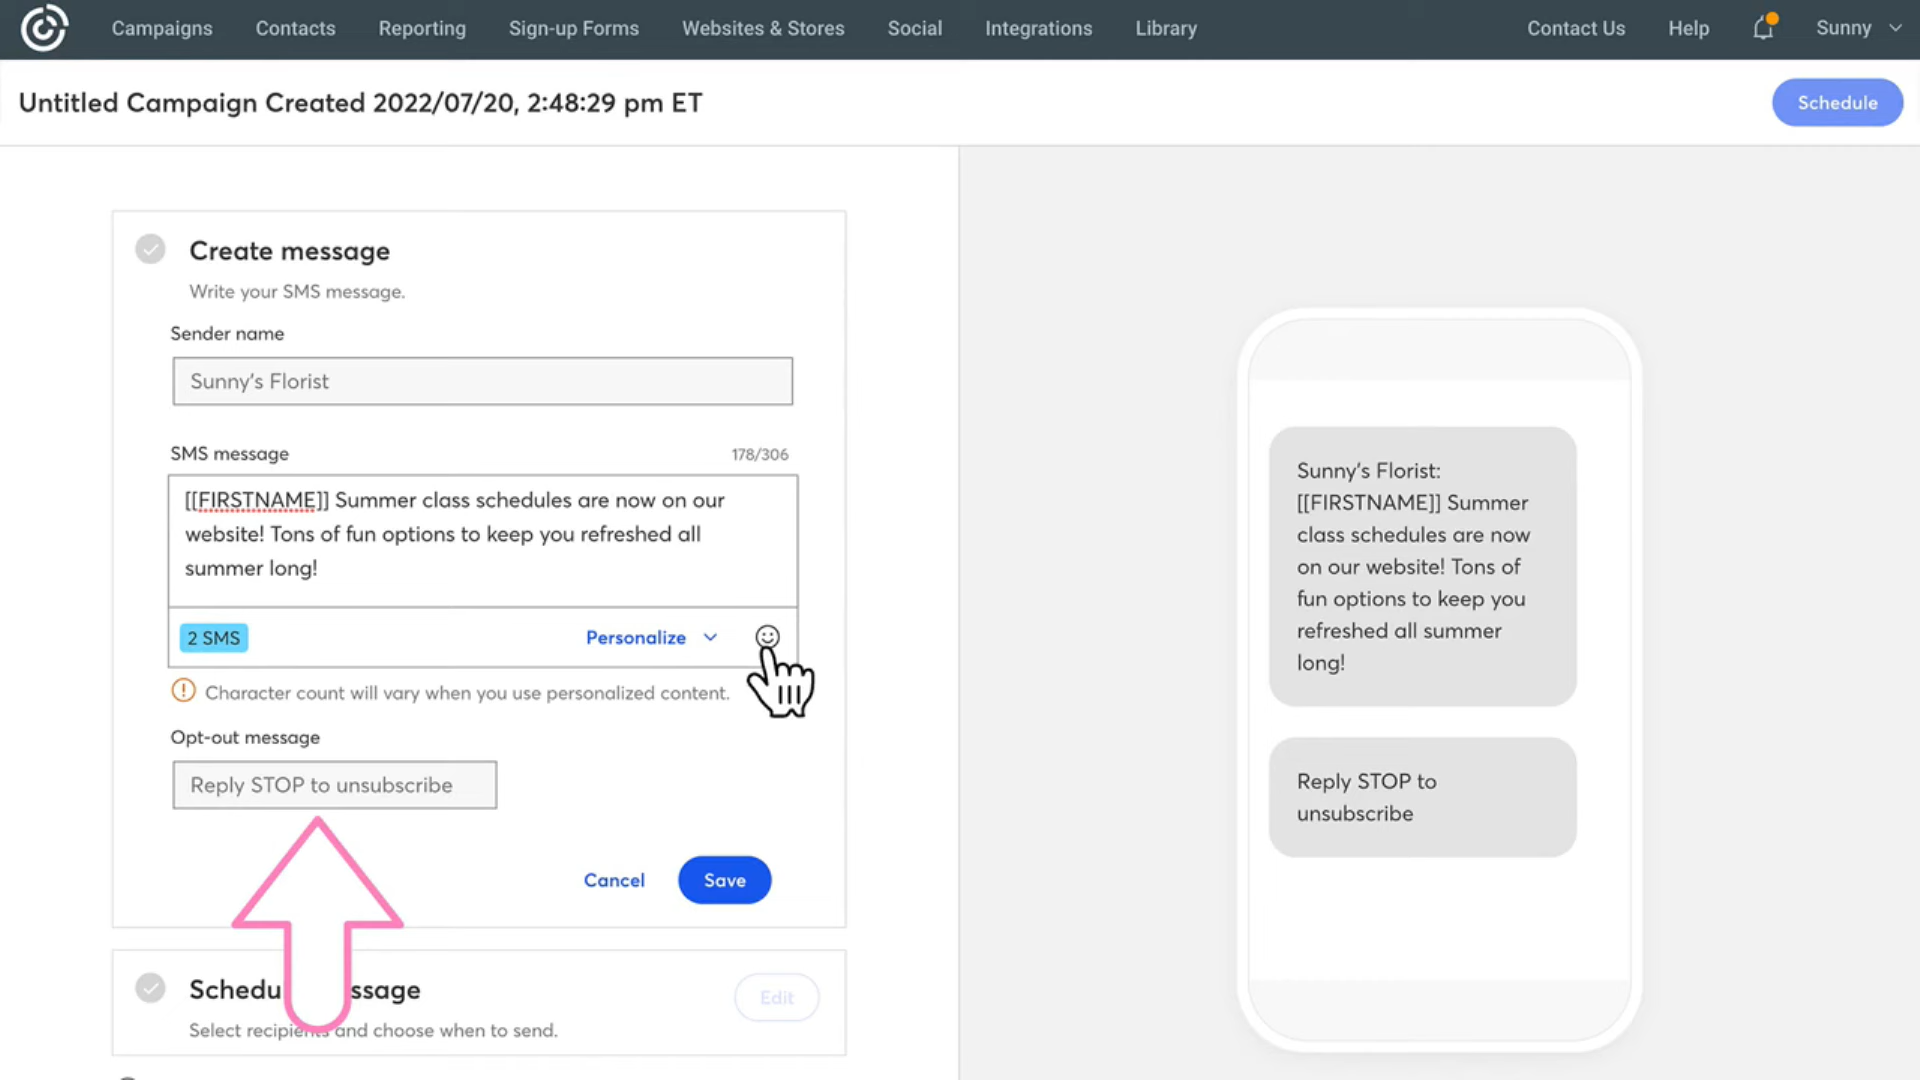 Campaigns Contacts Reporting Sign-up Forms Websites & Stores Social Integrations Library Contact Us Help Sunny
Untitled Campaign Created 2022/07/20, 2:48:29 pm ET
Schedule
Create message
Write your SMS message.
Sender name
Sunny's Florist
SMS message 178/306
[[FIRSTNAME]] Summer class schedules are now on our
website! Tons of fun options to keep you refreshed all
summer long!
2 SMS Personalize
Character count will vary when you use personalized content.
Opt-out message
Reply STOP to unsubscribe
Cancel Save
Schedu ssage
Edit
Select recipients and choose when to send.
Sunny's Florist:
[[FIRSTNAME]] Summer
class schedules are now
on our website! Tons of
fun options to keep you
refreshed all summer
long!
Reply STOP to
unsubscribe